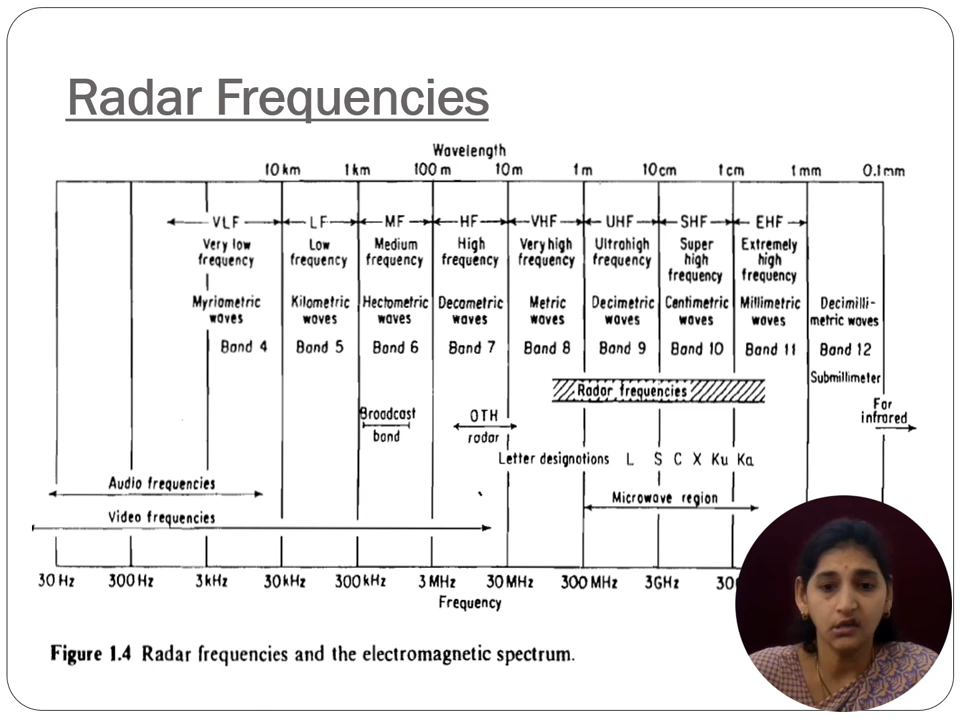 Radar Frequencies
Wavelength
10 km 1 km 100 m 10 m 1 m 10 cm 1 cm 1 mm 0.1 mm
VLF LF MF HF VHF UHF SHF EHF
Very low frequency
Low frequency
Medium frequency
High frequency
Very high frequency
Ultrahigh frequency
Super high frequency
Extremely high frequency
Myriametric waves
Kilometric waves
Hectometric waves
Decametric waves
Metric waves
Decimetric waves
Centimetric waves
Millimetric waves
Decimilli-
metric waves
Band 4 Band 5 Band 6 Band 7 Band 8 Band 9 Band 10 Band 11 Band 12
Submillimeter
Radar frequencies
Far
infrared
Broadcast
band
OTH
radar
Letter designations L S C X Ku Ka
Audio frequencies
Microwave region
Video frequencies
30 Hz 300 Hz 3 kHz 30 kHz 300 kHz 3 MHz 30 MHz 300 MHz 3 GHz
Frequency
Figure 1.4 Radar frequencies and the electromagnetic spectrum.